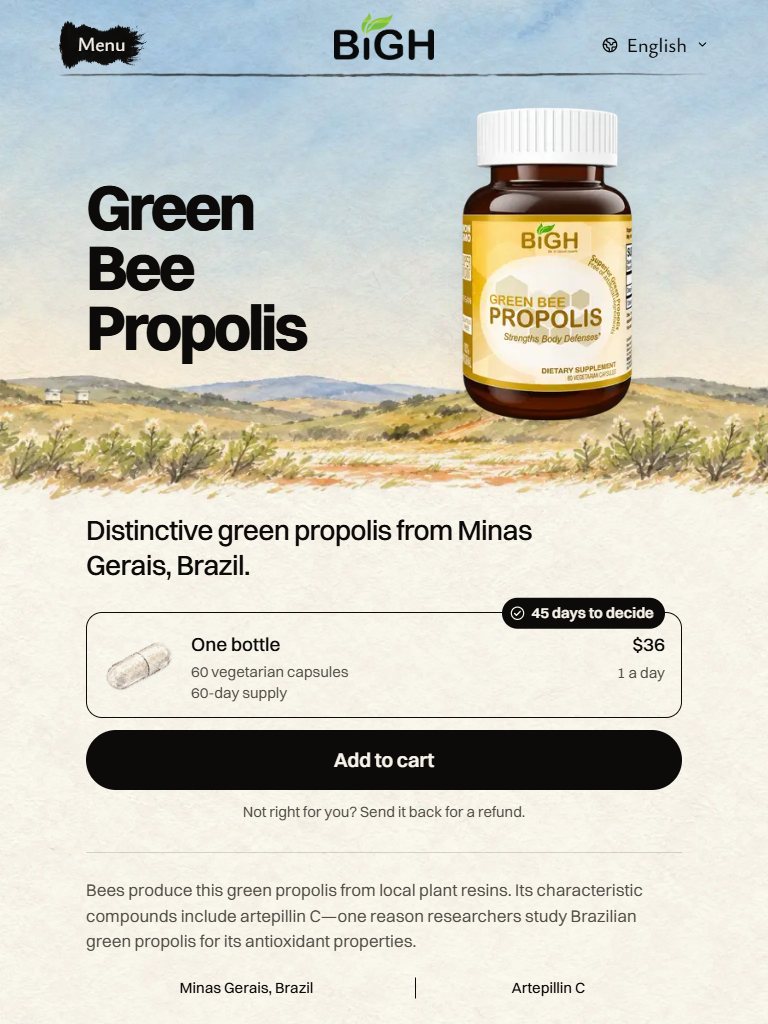 Menu
BiGH
English
Green
Bee
Propolis
BiGH
GREEN BEE
PROPOLIS
Strengths Body Defenses
DIETARY SUPPLEMENT
60 VEGETARIAN CAPSULES
Distinctive green propolis from Minas
Gerais, Brazil.
45 days to decide
One bottle
$36
60 vegetarian capsules
1 a day
60-day supply
Add to cart
Not right for you? Send it back for a refund.
Bees produce this green propolis from local plant resins. Its characteristic
compounds include artepillin C—one reason researchers study Brazilian
green propolis for its antioxidant properties.
Minas Gerais, Brazil
Artepillin C